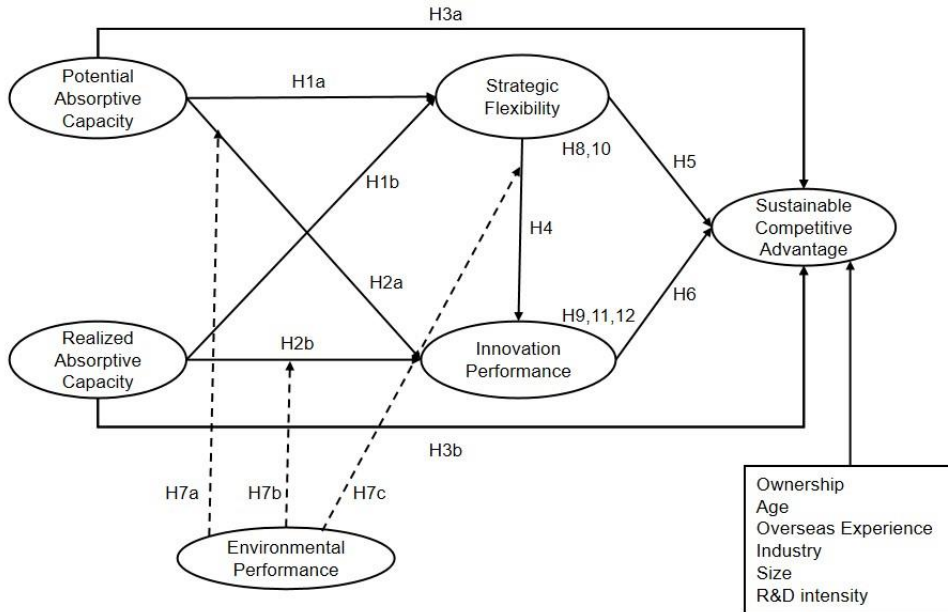 H3a
Potential
Absorptive
Capacity
H1a
Strategic
Flexibility
H8,10
H5
H1b
H4
Sustainable
Competitive
Advantage
H2a
H6
H9,11,12
Realized
Absorptive
Capacity
H2b
Innovation
Performance
H3b
H7a
H7b
H7c
Environmental
Performance
Ownership
Age
Overseas Experience
Industry
Size
R&D intensity